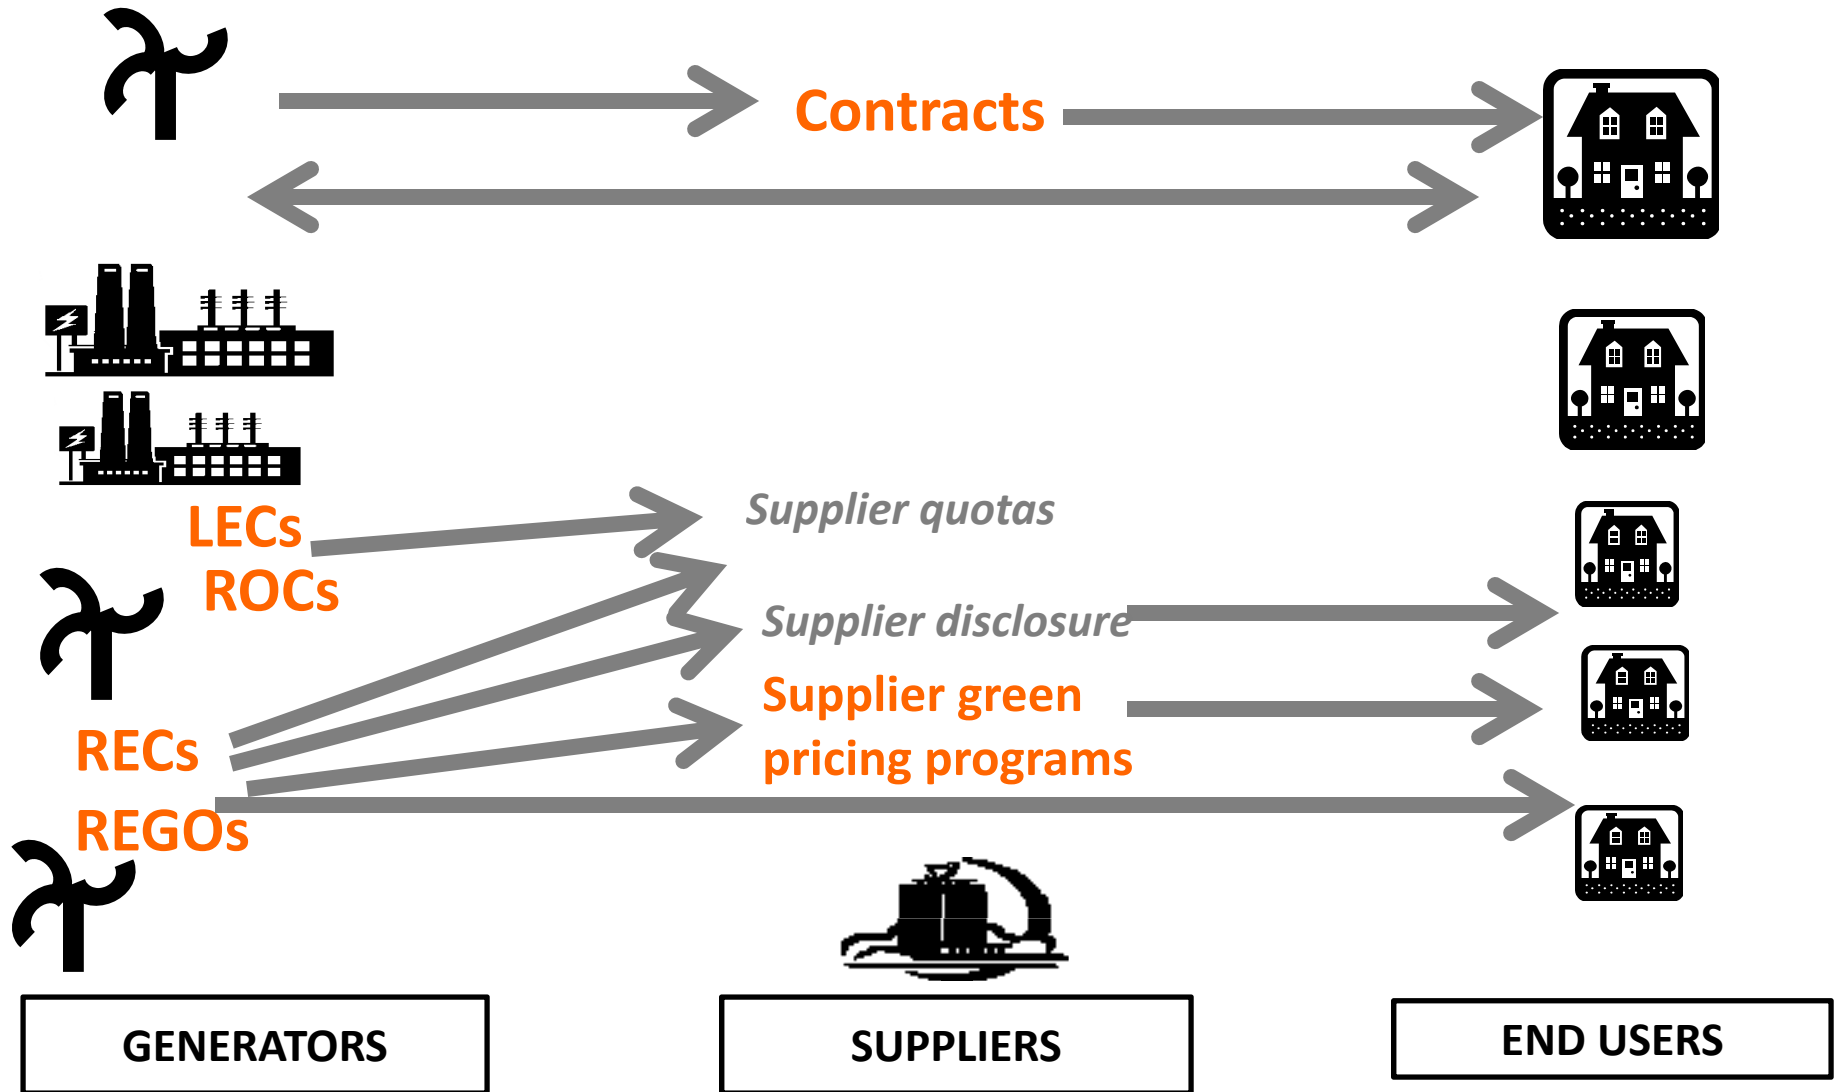 Contracts
LECs
ROCs
Supplier quotas
Supplier disclosure
RECs
REGOs
Supplier green
pricing programs
GENERATORS
SUPPLIERS
END USERS